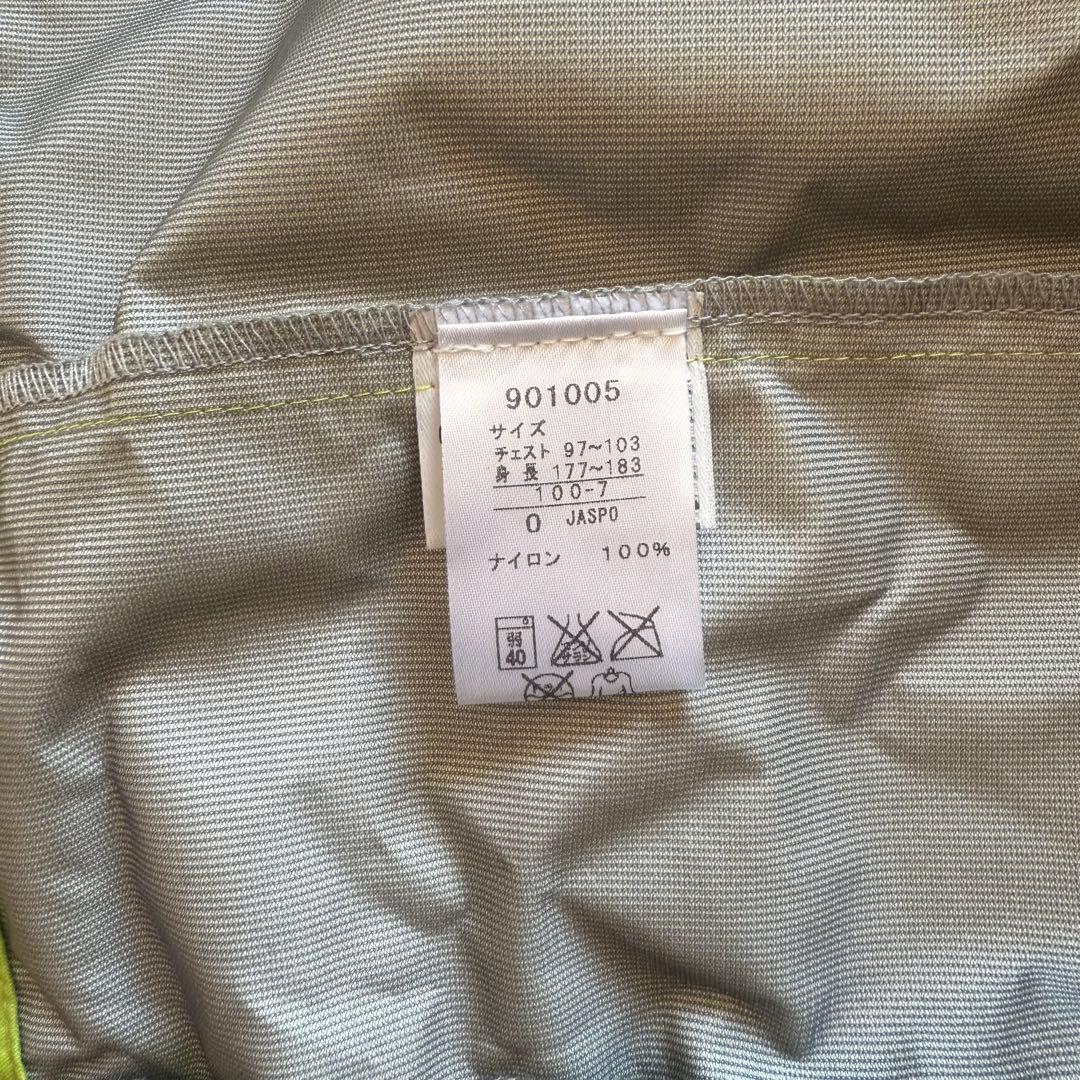 901005
サイズ
チェスト 97~103
身長 177~183
100-7
O JASPO
ナイロン 100%
弱
40